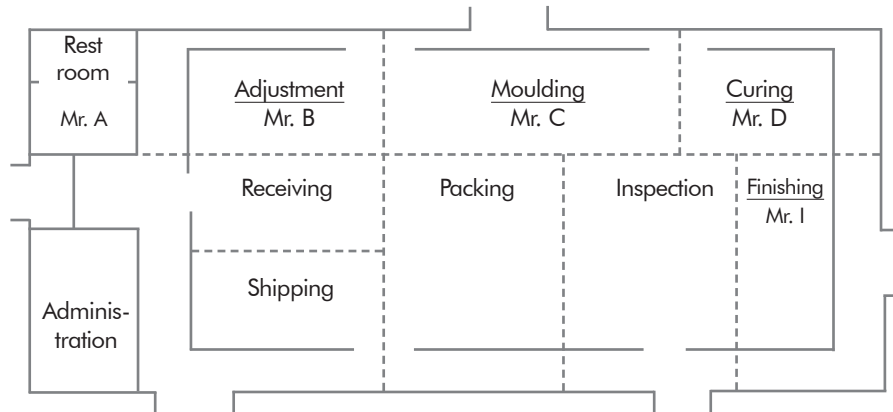 Rest
room
Mr. A
Adjustment
Mr. B
Moulding
Mr. C
Curing
Mr. D
Receiving
Packing
Inspection
Finishing
Mr. I
Shipping
Adminis-
tration